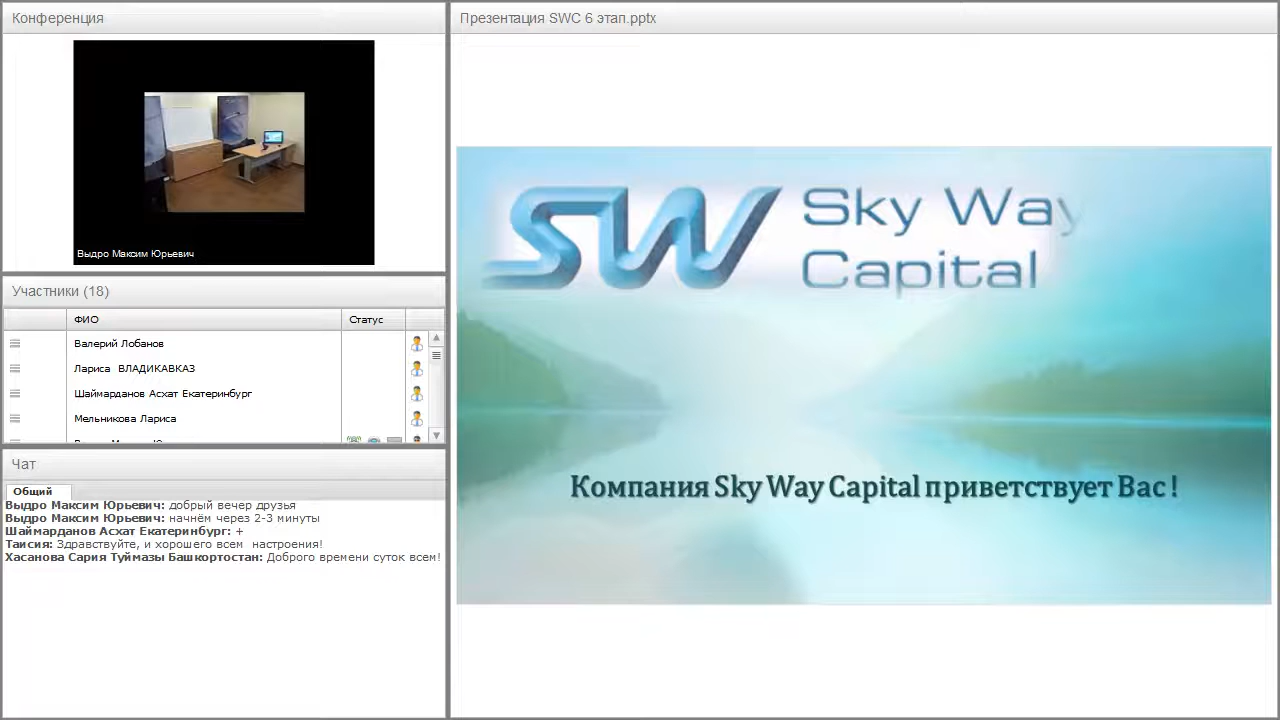 Конференция
Выдро Максим Юрьевич
Участники (18)
ФИО
Статус
Валерий Лобанов
Лариса ВЛАДИКАВКАЗ
Шаймарданов Асхат Екатеринбург
Мельникова Лариса
Чат
Общий
Выдро Максим Юрьевич: добрый вечер друзья
Выдро Максим Юрьевич: начнём через 2-3 минуты
Шаймарданов Асхат Екатеринбург: +
Таисия: Здравствуйте, и хорошего всем настроения!
Хасанова Сария Туймазы Башкортостан: Доброго времени суток всем!
Презентация SWC 6 этап.pptx
SW Sky Way
Capital
Компания Sky Way Capital приветствует Вас !